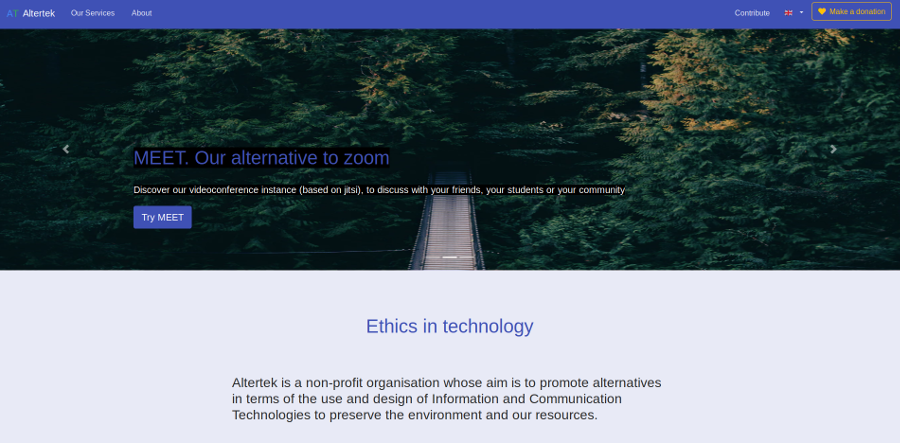 AT Altertek Our Services About Contribute Make a donation
MEET. Our alternative to zoom
Discover our videoconference instance (based on jitsi), to discuss with your friends, your students or your community
Try MEET
Ethics in technology
Altertek is a non-profit organisation whose aim is to promote alternatives
in terms of the use and design of Information and Communication
Technologies to preserve the environment and our resources.